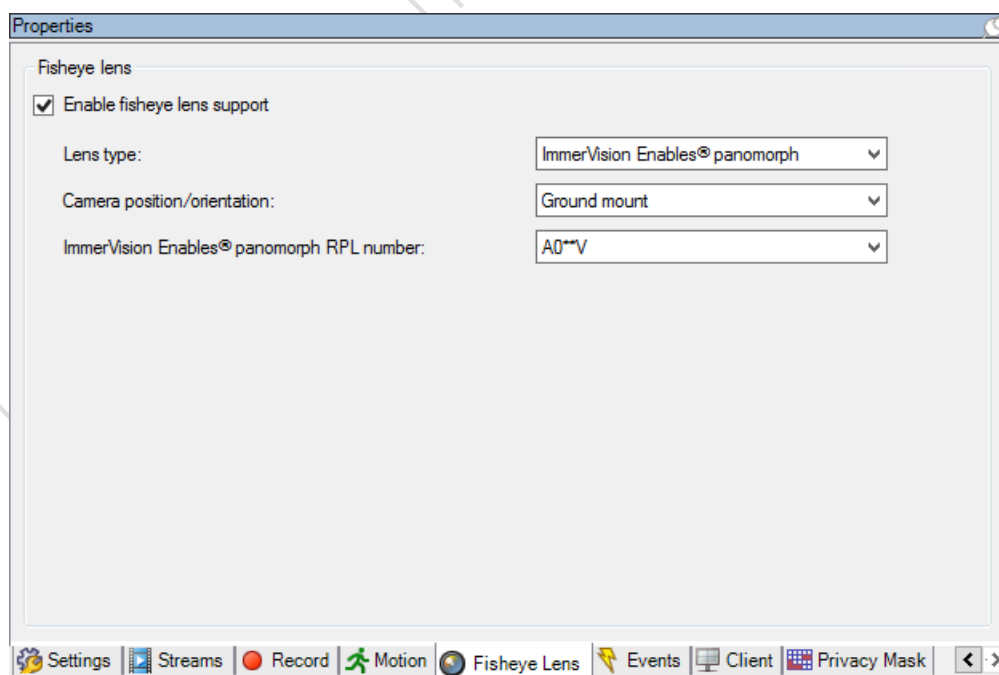 Properties
Fisheye lens
Enable fisheye lens support
Lens type: ImmerVision Enables® panomorph
Camera position/orientation: Ground mount
ImmerVision Enables® panomorph RPL number: A0**V
Settings Streams Record Motion Fisheye Lens Events Client Privacy Mask